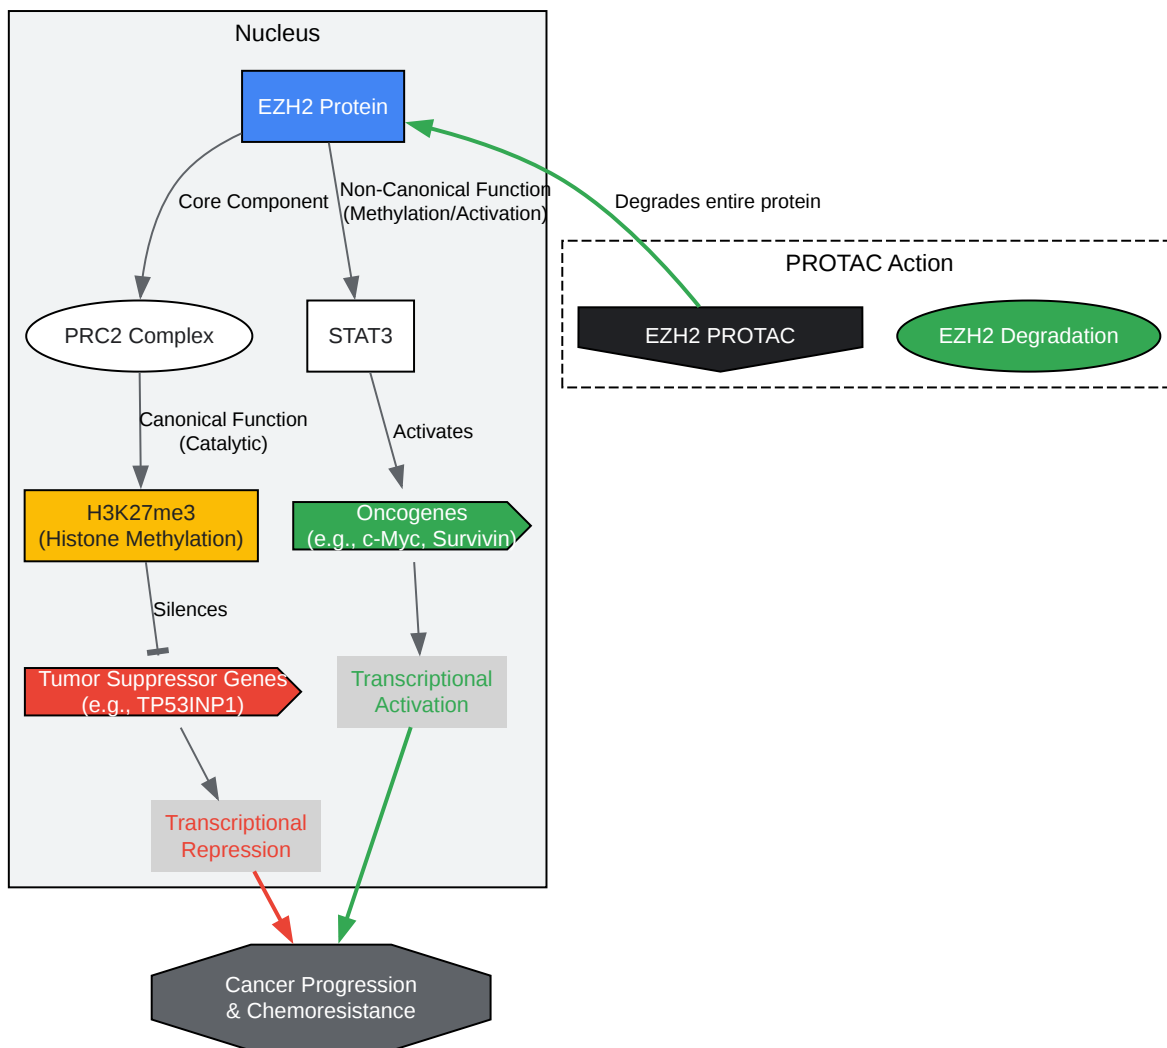 Nucleus
EZH2 Protein
Core Component
Non-Canonical Function
(Methylation/Activation)
Degrades entire protein
PROTAC Action
PRC2 Complex
STAT3
EZH2 PROTAC
EZH2 Degradation
Canonical Function
(Catalytic)
Activates
H3K27me3
(Histone Methylation)
Oncogenes
(e.g., c-Myc, Survivin)
Silences
Tumor Suppressor Genes
(e.g., TP53INP1)
Transcriptional
Activation
Transcriptional
Repression
Cancer Progression
& Chemoresistance